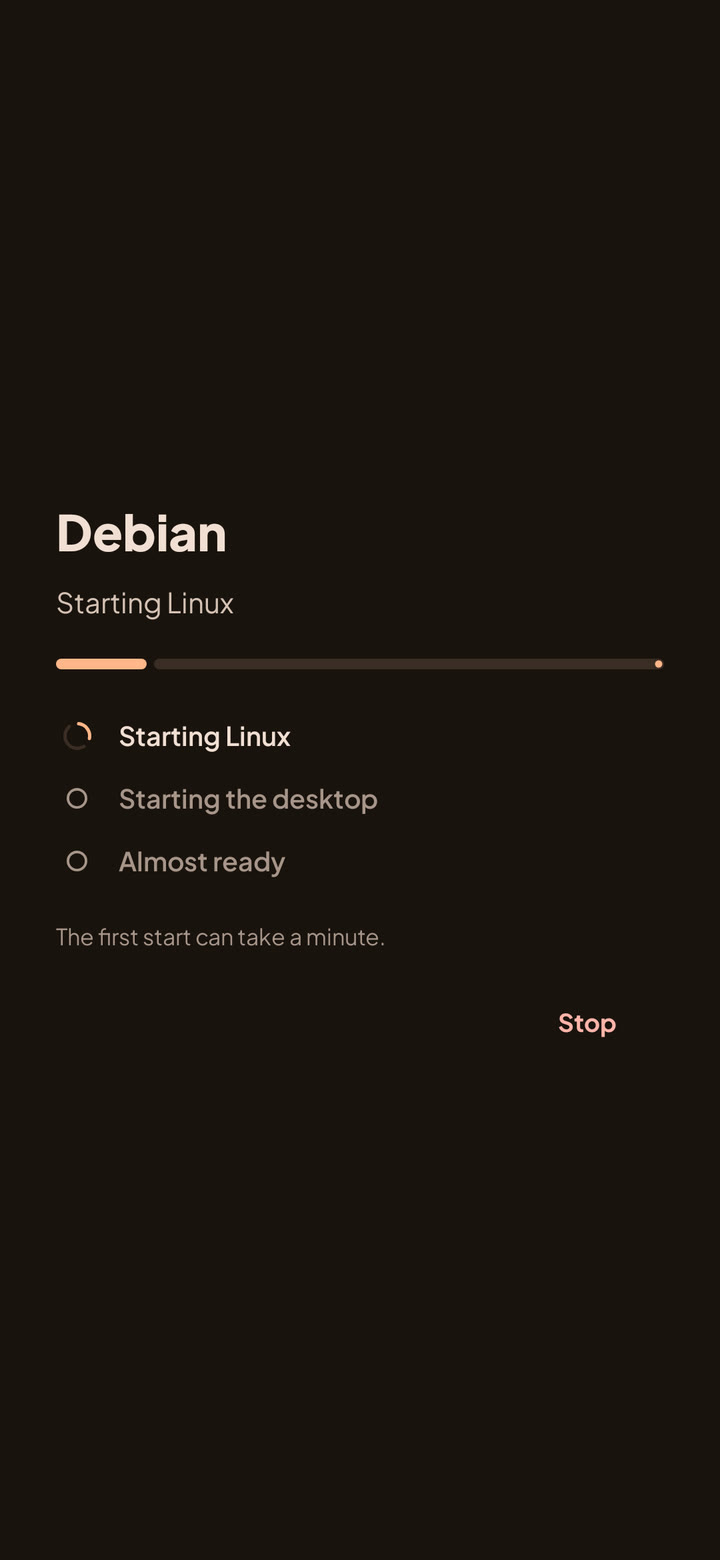 Debian
Starting Linux
Starting Linux
Starting the desktop
Almost ready
The first start can take a minute.
Stop